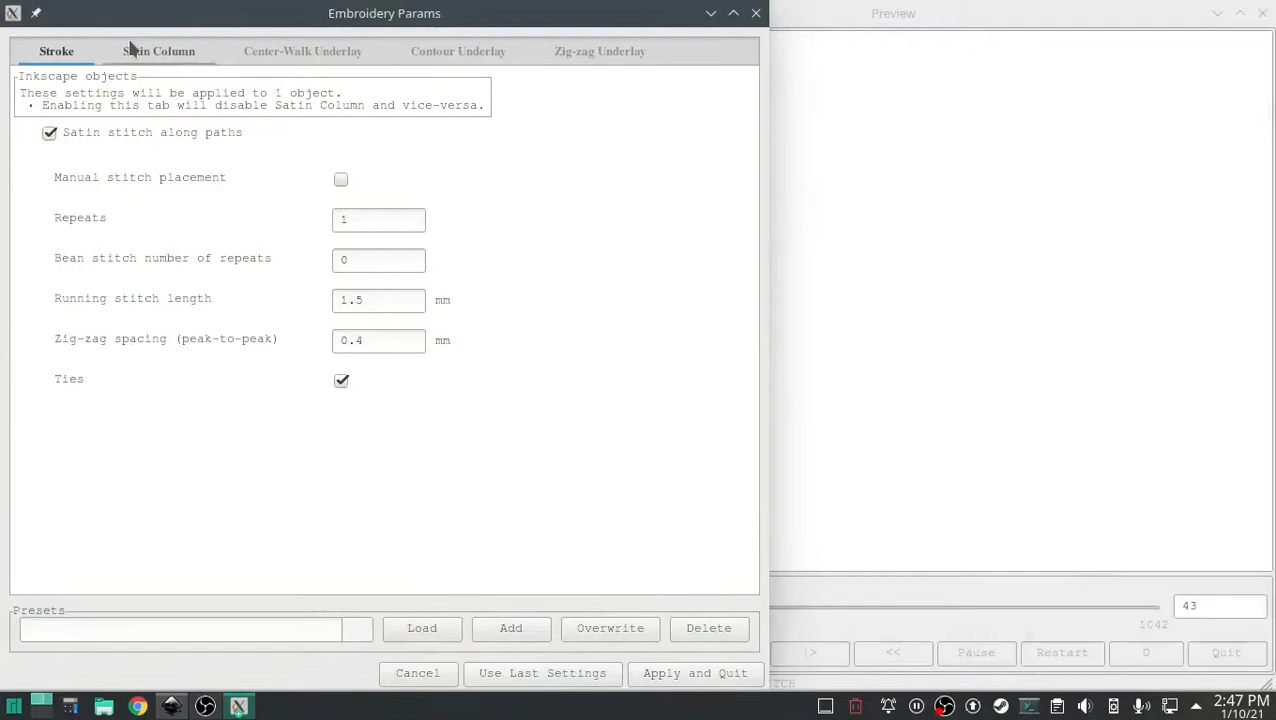 Embroidery Params
Preview
Stroke
Satin Column
Center-Walk Underlay
Contour Underlay
Zig-zag Underlay
Inkscape objects
These settings will be applied to 1 object.
• Enabling this tab will disable Satin Column and vice-versa.
Satin stitch along paths
Manual stitch placement
Repeats
1
Bean stitch number of repeats
0
Running stitch length
1.5
mm
Zig-zag spacing (peak-to-peak)
0.4
mm
Ties
43
1042
Presets
Load
Add
Overwrite
Delete
|>
<<
Pause
Restart
O
Quit
Cancel
Use Last Settings
Apply and Quit
2:47 PM
1/10/21